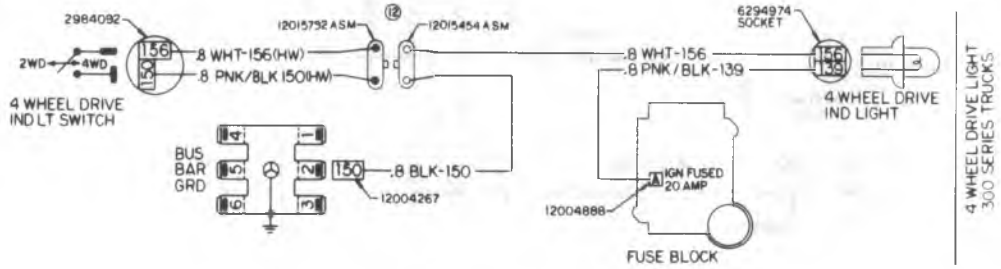 2984092
156
150
2WD
4WD
4 WHEEL DRIVE
IND LT SWITCH
.8 WHT-156(HW)
.8 PNK/BLK 150(HW)
12015792 ASM
12
12015454 ASM
.8 WHT-156
.8 PNK/BLK-139
6294974
SOCKET
156
139
4 WHEEL DRIVE
IND LIGHT
BUS
BAR
GRD
4
5
6
1
2
3
150
.8 BLK-150
12004267
A
IGN FUSED
20 AMP
12004888
FUSE BLOCK
4 WHEEL DRIVE LIGHT
300 SERIES TRUCKS